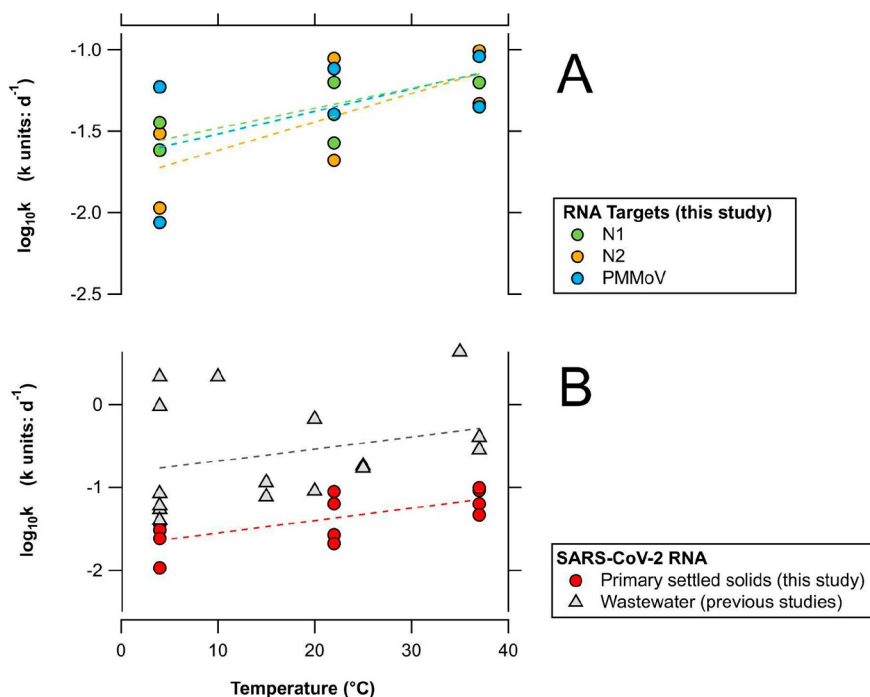 -1.0
A
-1.5
log10k (k units: d-1)
-2.0
-2.5
RNA Targets (this study)
N1
N2
PMMoV
B
0
-1
log10k (k units: d-1)
-2
SARS-CoV-2 RNA
Primary settled solids (this study)
Wastewater (previous studies)
0 10 20 30 40
Temperature (°C)